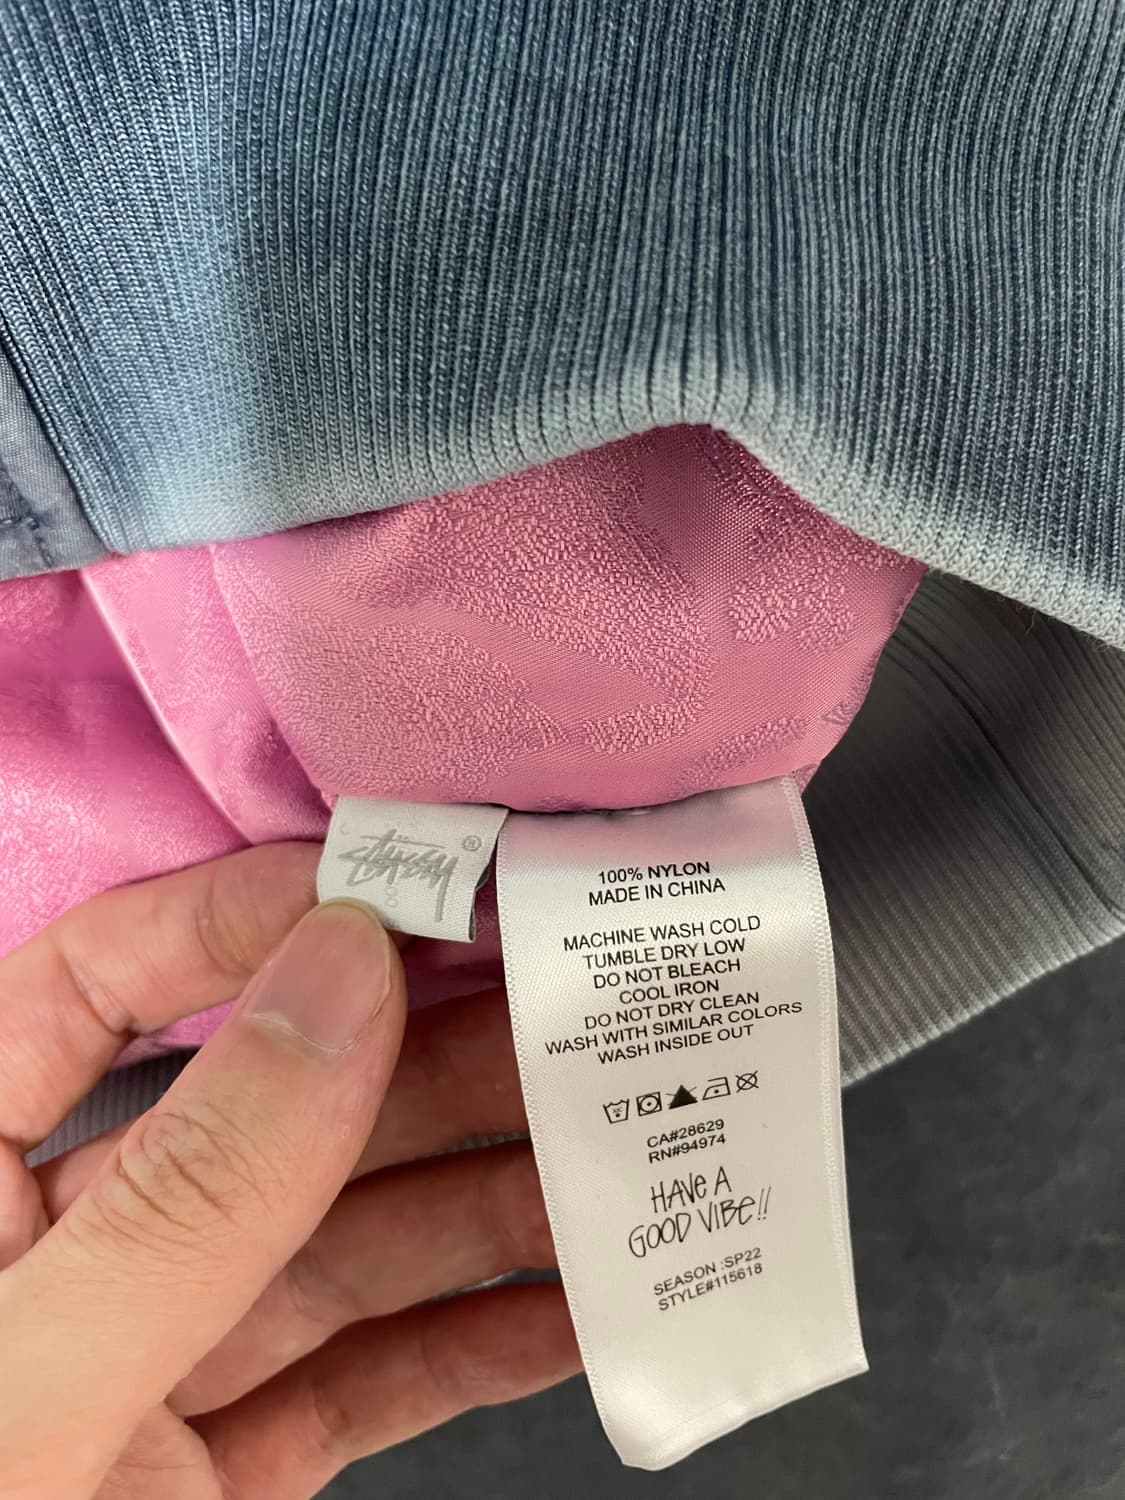 stüssy ®
100% NYLON
MADE IN CHINA
MACHINE WASH COLD
TUMBLE DRY LOW
DO NOT BLEACH
COOL IRON
DO NOT DRY CLEAN
WASH WITH SIMILAR COLORS
WASH INSIDE OUT
CA#28629
RN#94974
HAVE A
GOOD VIBE!!
SEASON :SP22
STYLE#115618